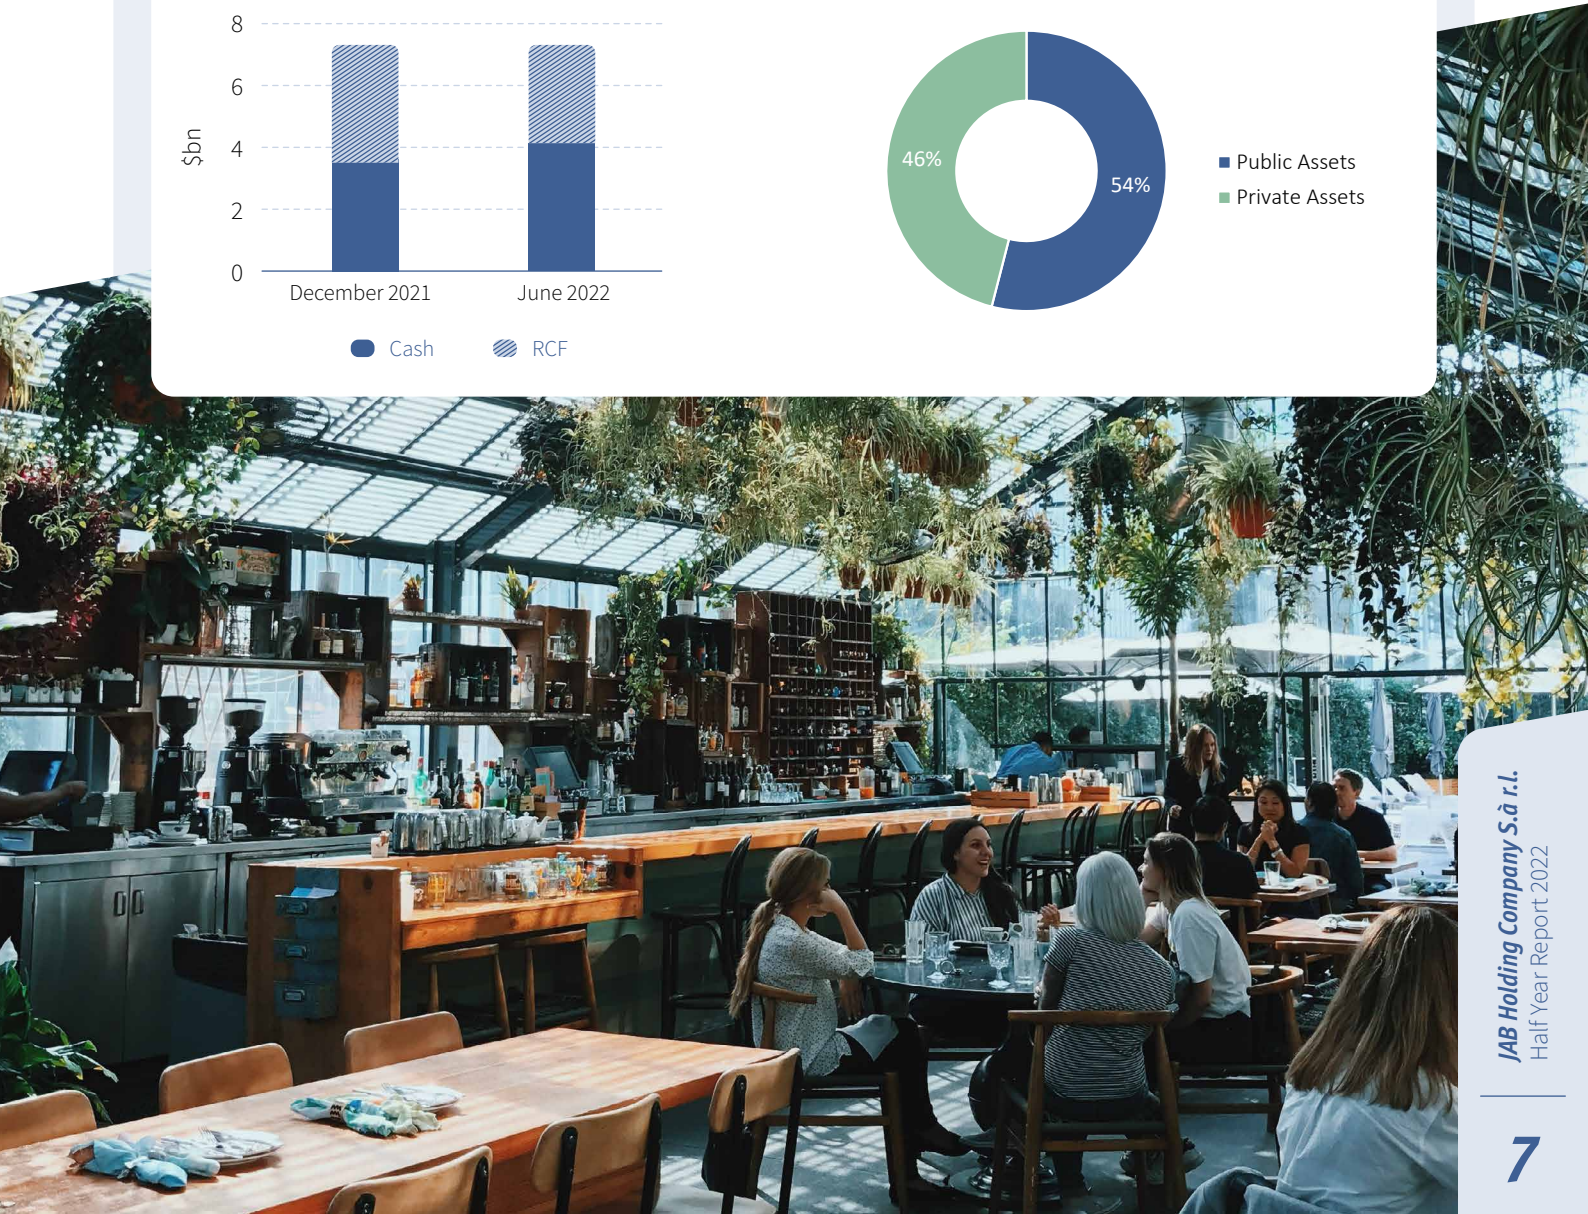 8
6
4
2
0
$bn
December 2021
June 2022
Cash
RCF
46%
54%
Public Assets
Private Assets
JAB Holding Company S.à r.l.
Half Year Report 2022
7